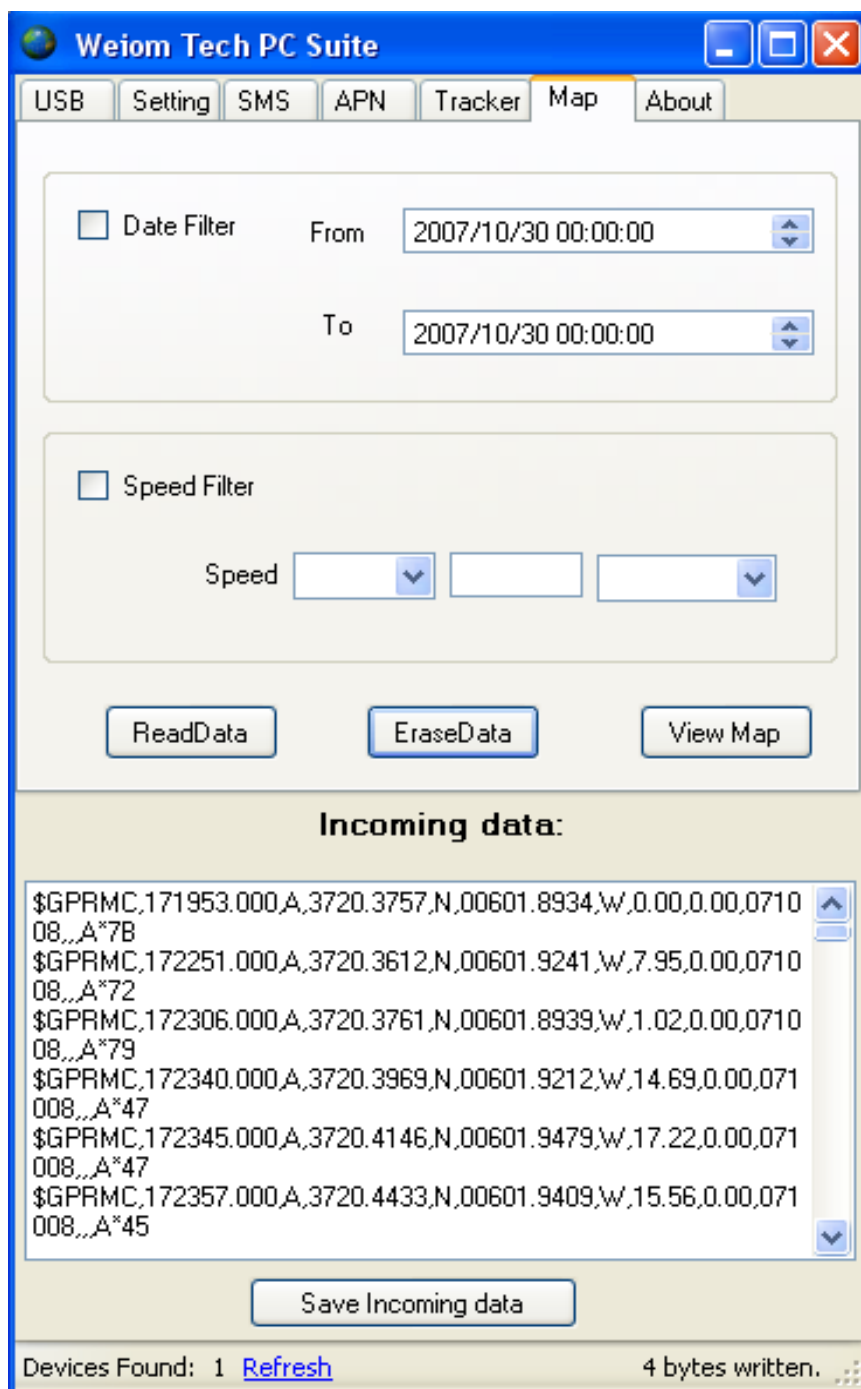 Weiom Tech PC Suite
USB Setting SMS APN Tracker Map About
Date Filter From 2007/10/30 00:00:00
To 2007/10/30 00:00:00
Speed Filter
Speed
ReadData EraseData View Map
Incoming data:
$GPRMC,171953.000,A,3720.3757,N,00601.8934,W,0.00,0.00,0710
08,,,A*7B
$GPRMC,172251.000,A,3720.3612,N,00601.9241,W,7.95,0.00,0710
08,,,A*72
$GPRMC,172306.000,A,3720.3761,N,00601.8939,W,1.02,0.00,0710
08,,,A*79
$GPRMC,172340.000,A,3720.3969,N,00601.9212,W,14.69,0.00,071
008,,,A*47
$GPRMC,172345.000,A,3720.4146,N,00601.9479,W,17.22,0.00,071
008,,,A*47
$GPRMC,172357.000,A,3720.4433,N,00601.9409,W,15.56,0.00,071
008,,,A*45
Save Incoming data
Devices Found: 1 Refresh 4 bytes written.